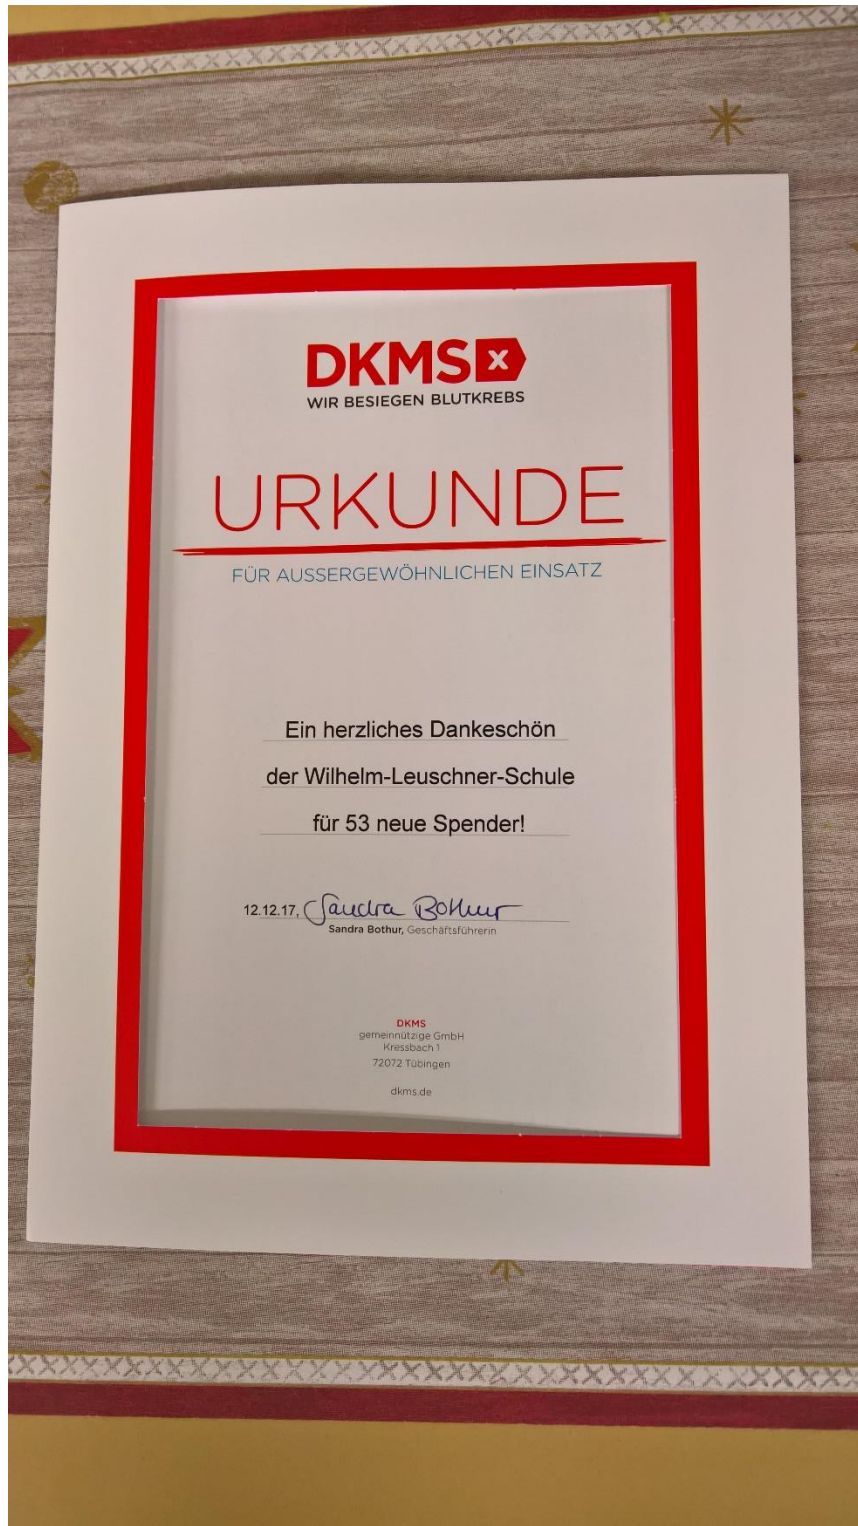 DKMS X
WIR BESIEGEN BLUTKREBS
URKUNDE
FÜR AUSSERGEWÖHNLICHEN EINSATZ
Ein herzliches Dankeschön
der Wilhelm-Leuschner-Schule
für 53 neue Spender!
12.12.17, Sandra Bothur
Sandra Bothur, Geschäftsführerin
DKMS
gemeinnützige GmbH
Kressbach 1
72072 Tübingen
dkms.de